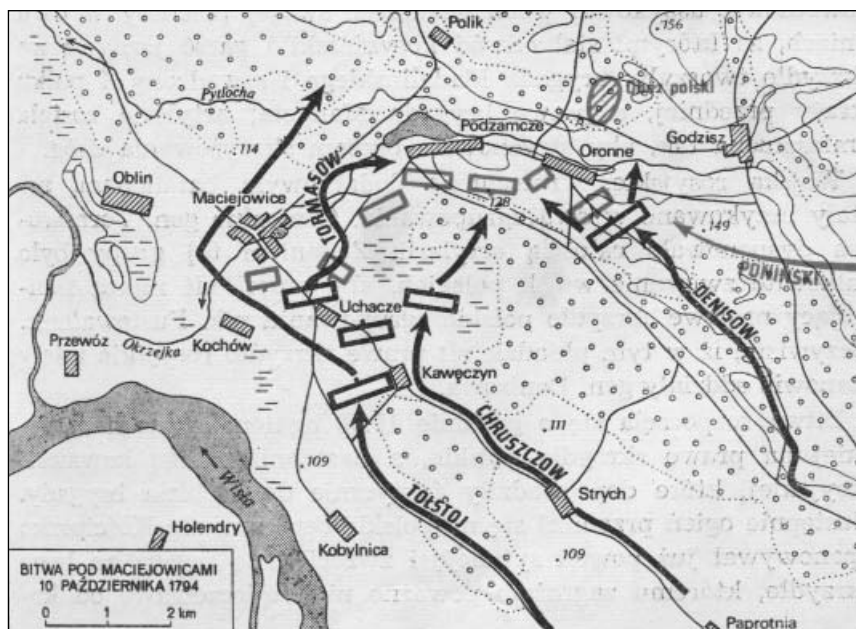 Polik
156
Pytlocha
Obóz polski
Podzamcze
Godzisz
114
Oronne
Oblin
Maciejowice
TORMASOW
128
149
PONIŃSKI
Uchacze
DENISOW
Kochów
Okrzejka
Przewóz
Kawęczyn
CHRUSZCZOW
111
109
Wisła
TOŁSTOJ
Strych
Holendry
Kobylnica
109
BITWA POD MACIEJOWICAMI
10 PAŹDZIERNIKA 1794
0 1 2 km
Paprotnia